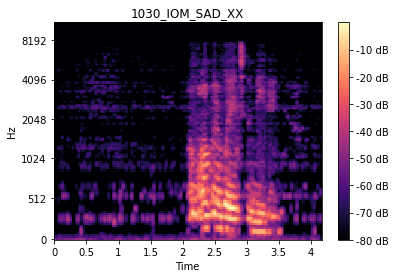 1030_IOM_SAD_XX
8192
4096
2048
1024
512
0
Hz
0 0.5 1 1.5 2 2.5 3 3.5 4
Time
-10 dB
-20 dB
-30 dB
-40 dB
-50 dB
-60 dB
-70 dB
-80 dB